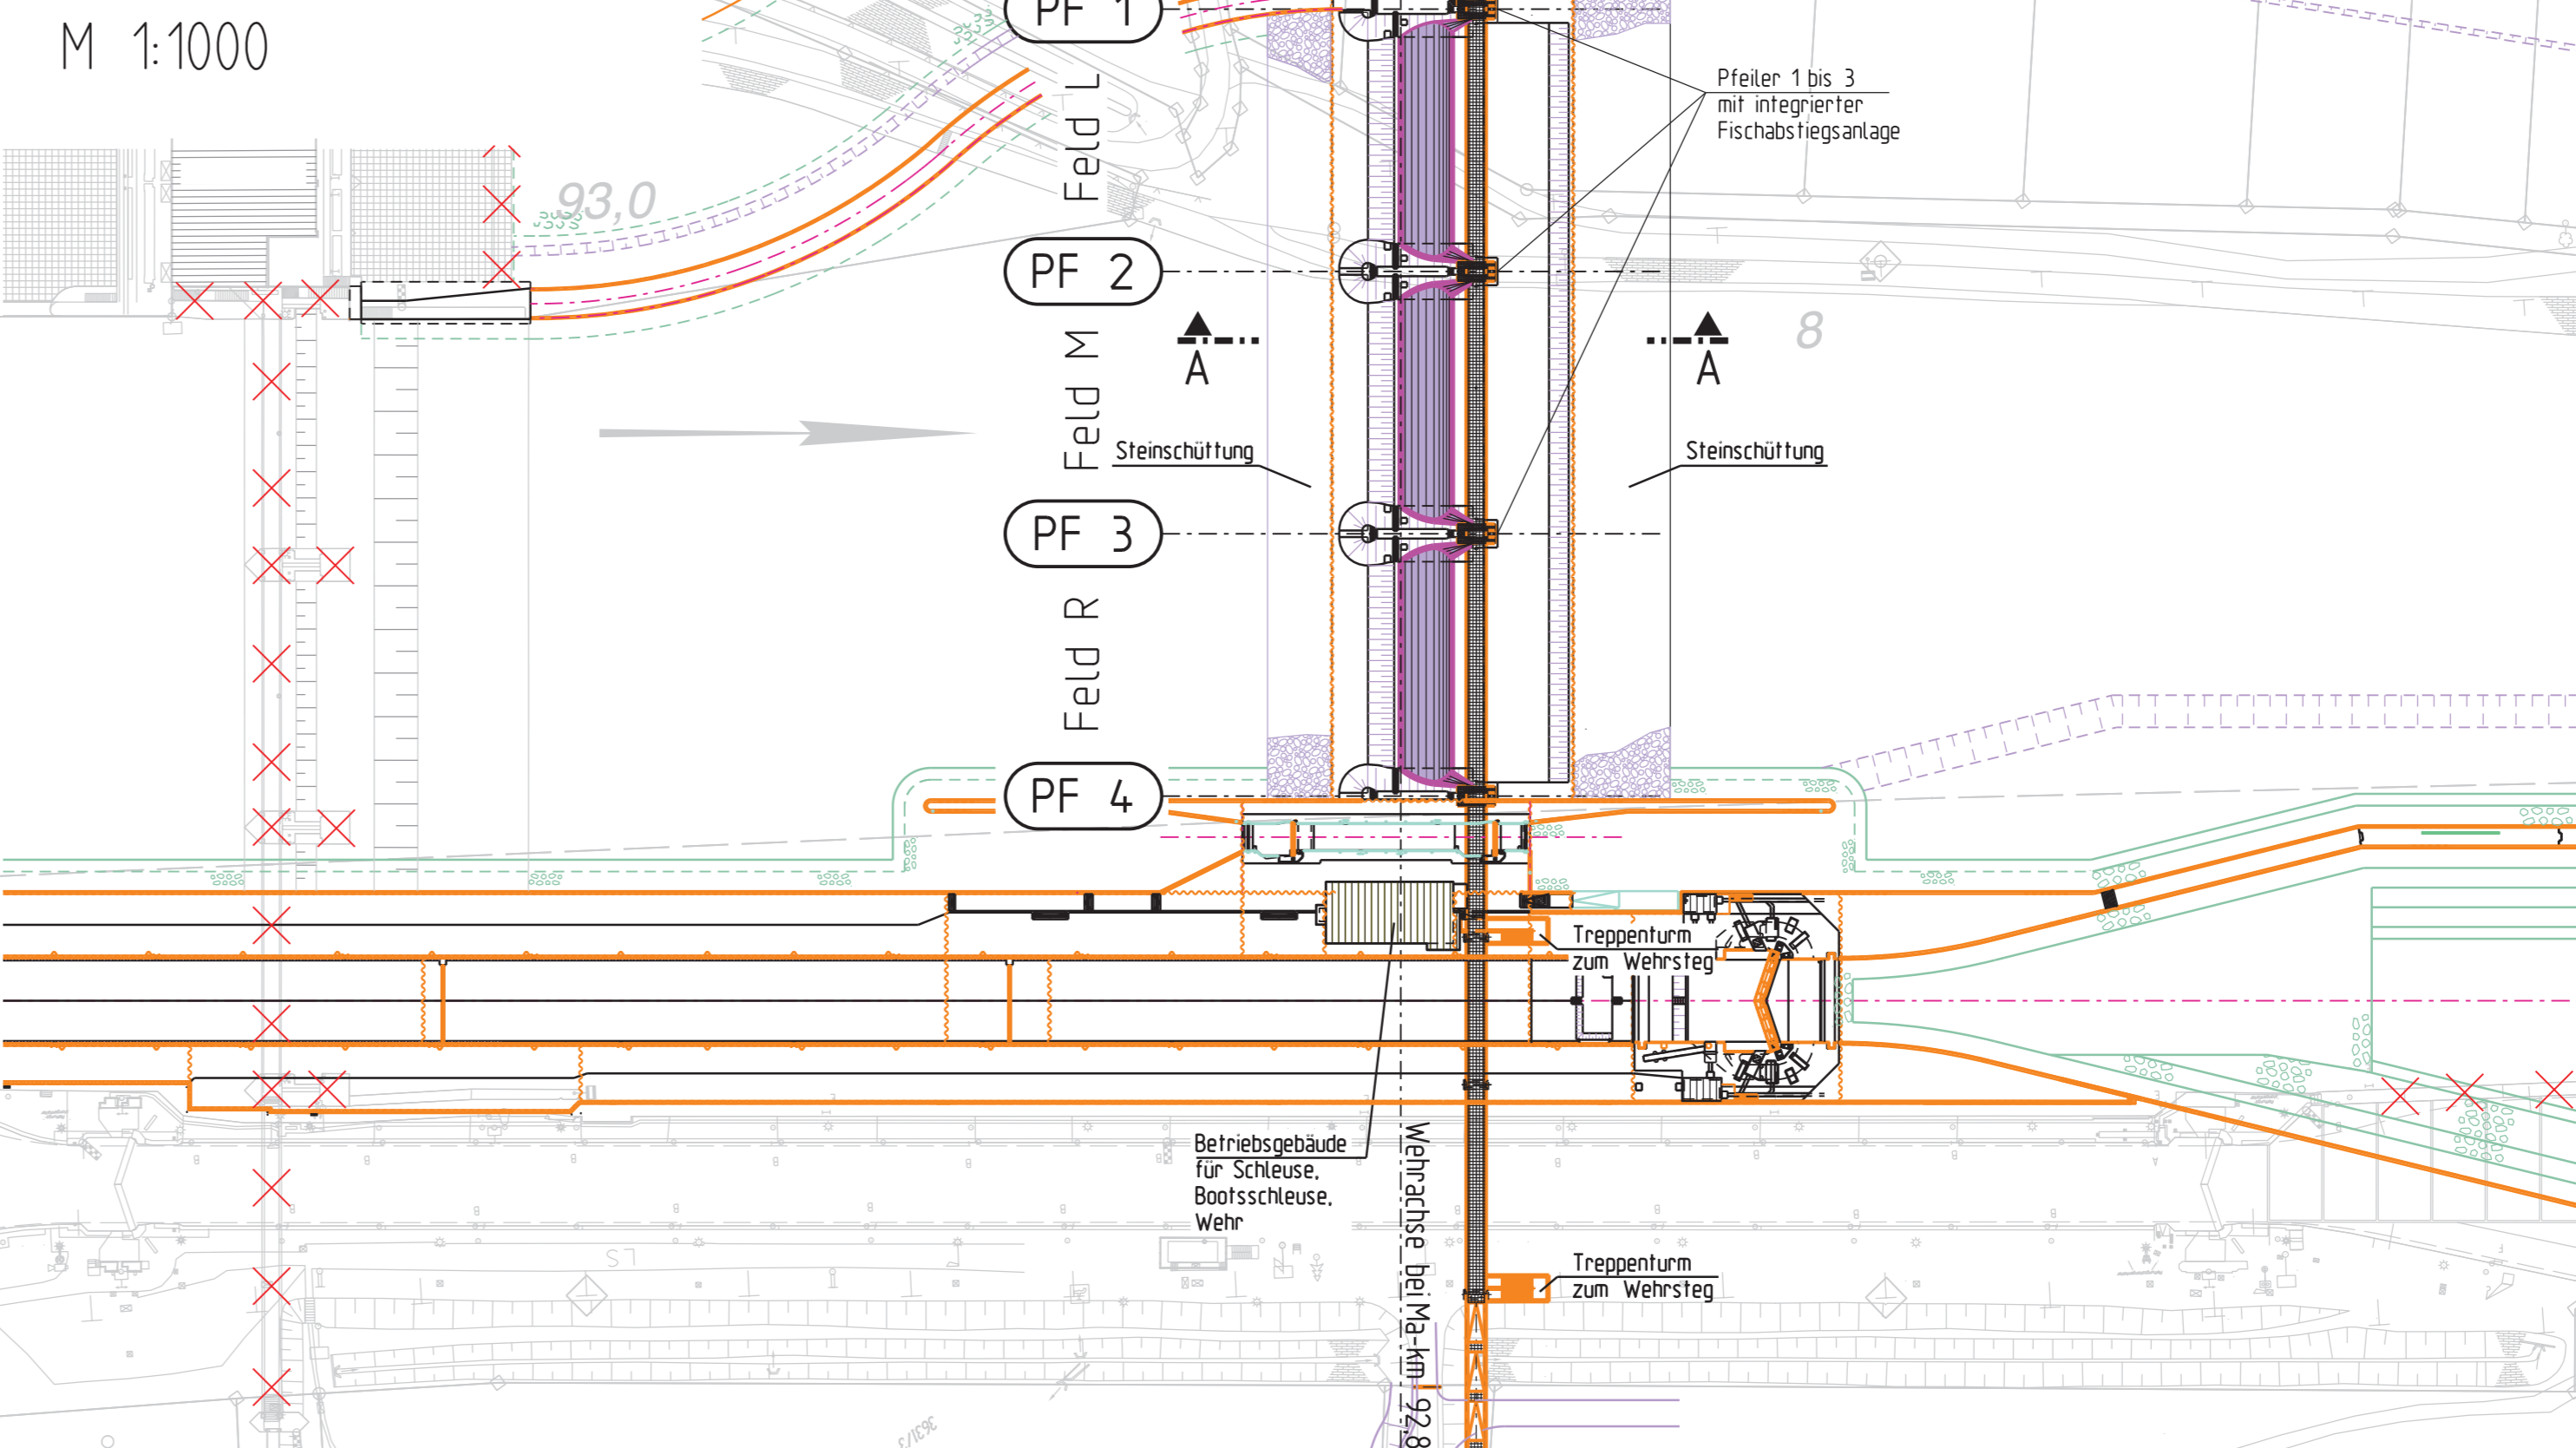 M 1:1000
PF 1
Feld L
Pfeiler 1 bis 3
mit integrierter
Fischabstiegsanlage
93,0
PF 2
Feld M
A
A
8
Steinschüttung
Steinschüttung
PF 3
Feld R
PF 4
Treppenturm
zum Wehrsteg
Betriebsgebäude
für Schleuse,
Bootsschleuse,
Wehr
Wehrachse bei Ma-km 92,8
Treppenturm
zum Wehrsteg
3631/3